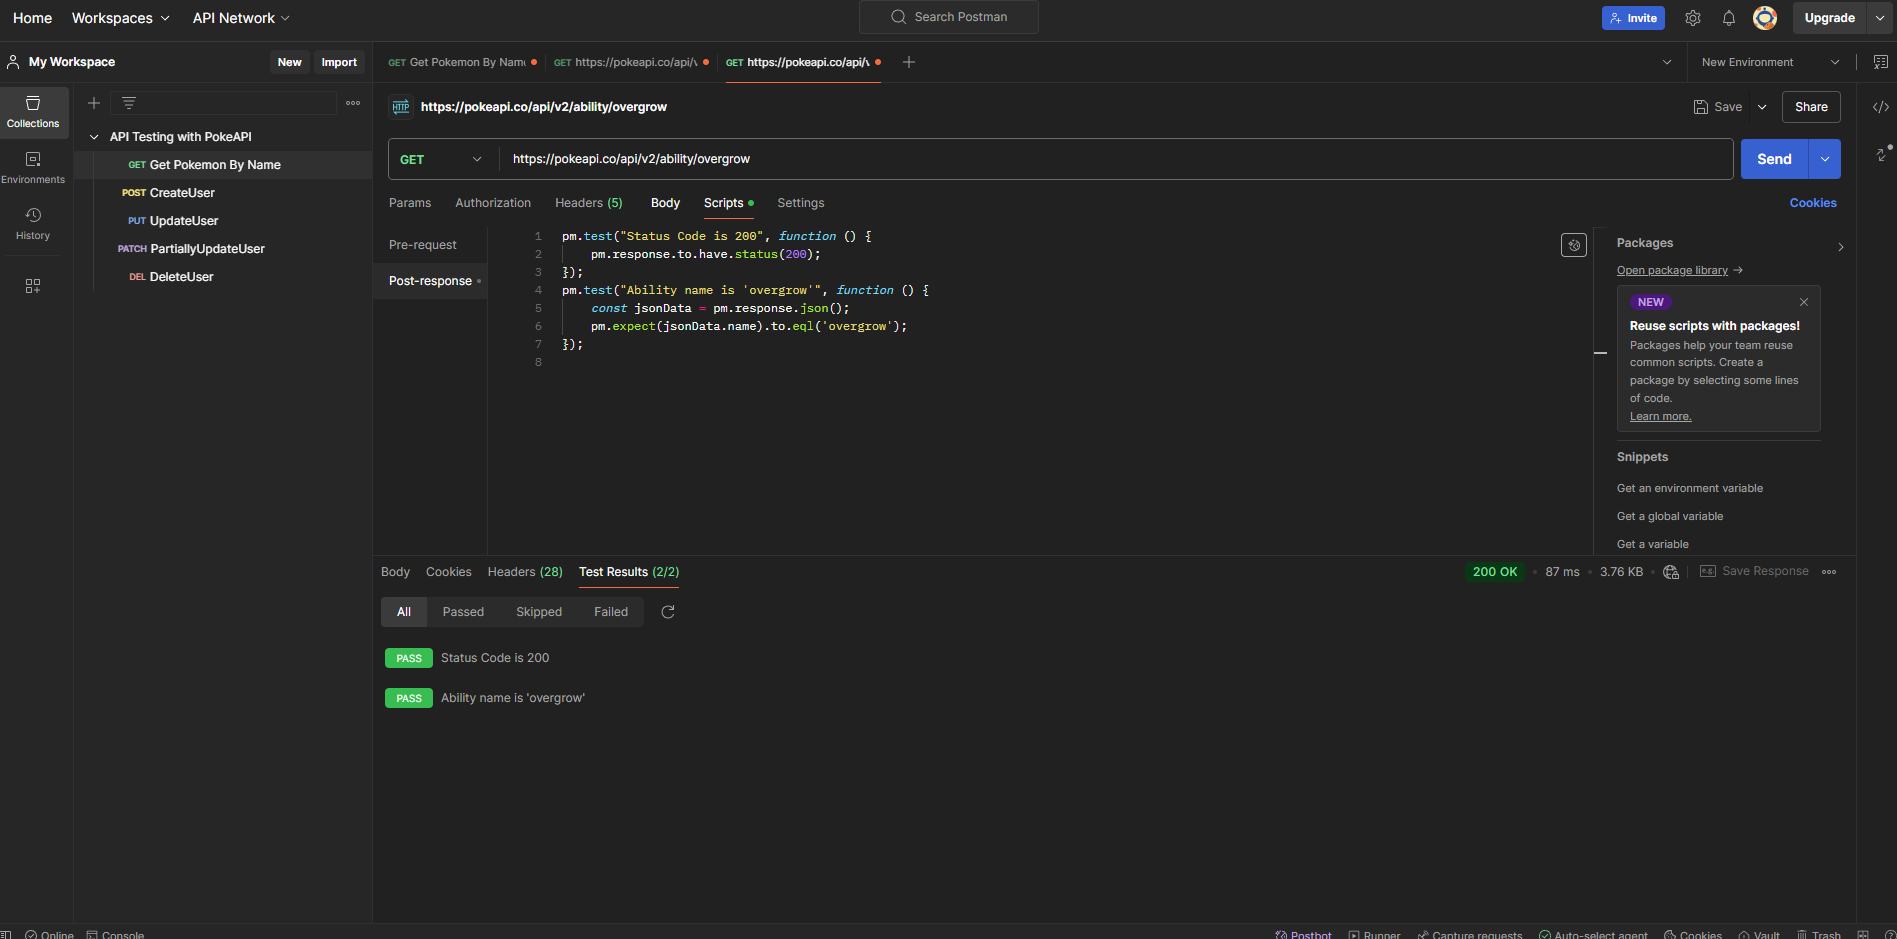 Home Workspaces API Network Search Postman Invite Upgrade
My Workspace New Import GET Get Pokemon By Name GET https://pokeapi.co/api/v GET https://pokeapi.co/api/v New Environment
Collections
Environments
History
API Testing with PokeAPI
GET Get Pokemon By Name
POST CreateUser
PUT UpdateUser
PATCH PartiallyUpdateUser
DEL DeleteUser
HTTP https://pokeapi.co/api/v2/ability/overgrow Save Share
GET https://pokeapi.co/api/v2/ability/overgrow Send
Params Authorization Headers (5) Body Scripts Settings Cookies
Pre-request
Post-response
1 pm.test("Status Code is 200", function () {
2 pm.response.to.have.status(200);
3 });
4 pm.test("Ability name is 'overgrow'", function () {
5 const jsonData = pm.response.json();
6 pm.expect(jsonData.name).to.eql('overgrow');
7 });
8
Packages
Open package library →
NEW
Reuse scripts with packages!
Packages help your team reuse
common scripts. Create a
package by selecting some lines
of code.
Learn more.
Snippets
Get an environment variable
Get a global variable
Get a variable
Body Cookies Headers (28) Test Results (2/2) 200 OK • 87 ms • 3.76 KB e.g. Save Response
All Passed Skipped Failed
PASS Status Code is 200
PASS Ability name is 'overgrow'
Online Console Postbot Runner Capture requests Auto-select agent Cookies Vault Trash